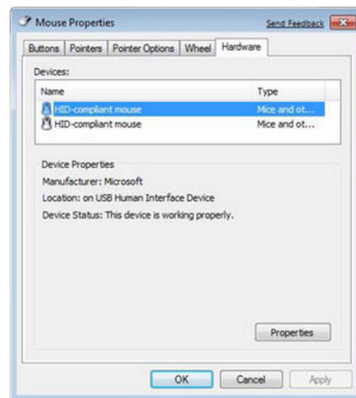 Mouse Properties
Send Feedback
Buttons Pointers Pointer Options Wheel Hardware
Devices:
Name Type
HID-compliant mouse Mice and ot...
HID-compliant mouse Mice and ot...
Device Properties
Manufacturer: Microsoft
Location: on USB Human Interface Device
Device Status: This device is working properly.
Properties
OK Cancel Apply